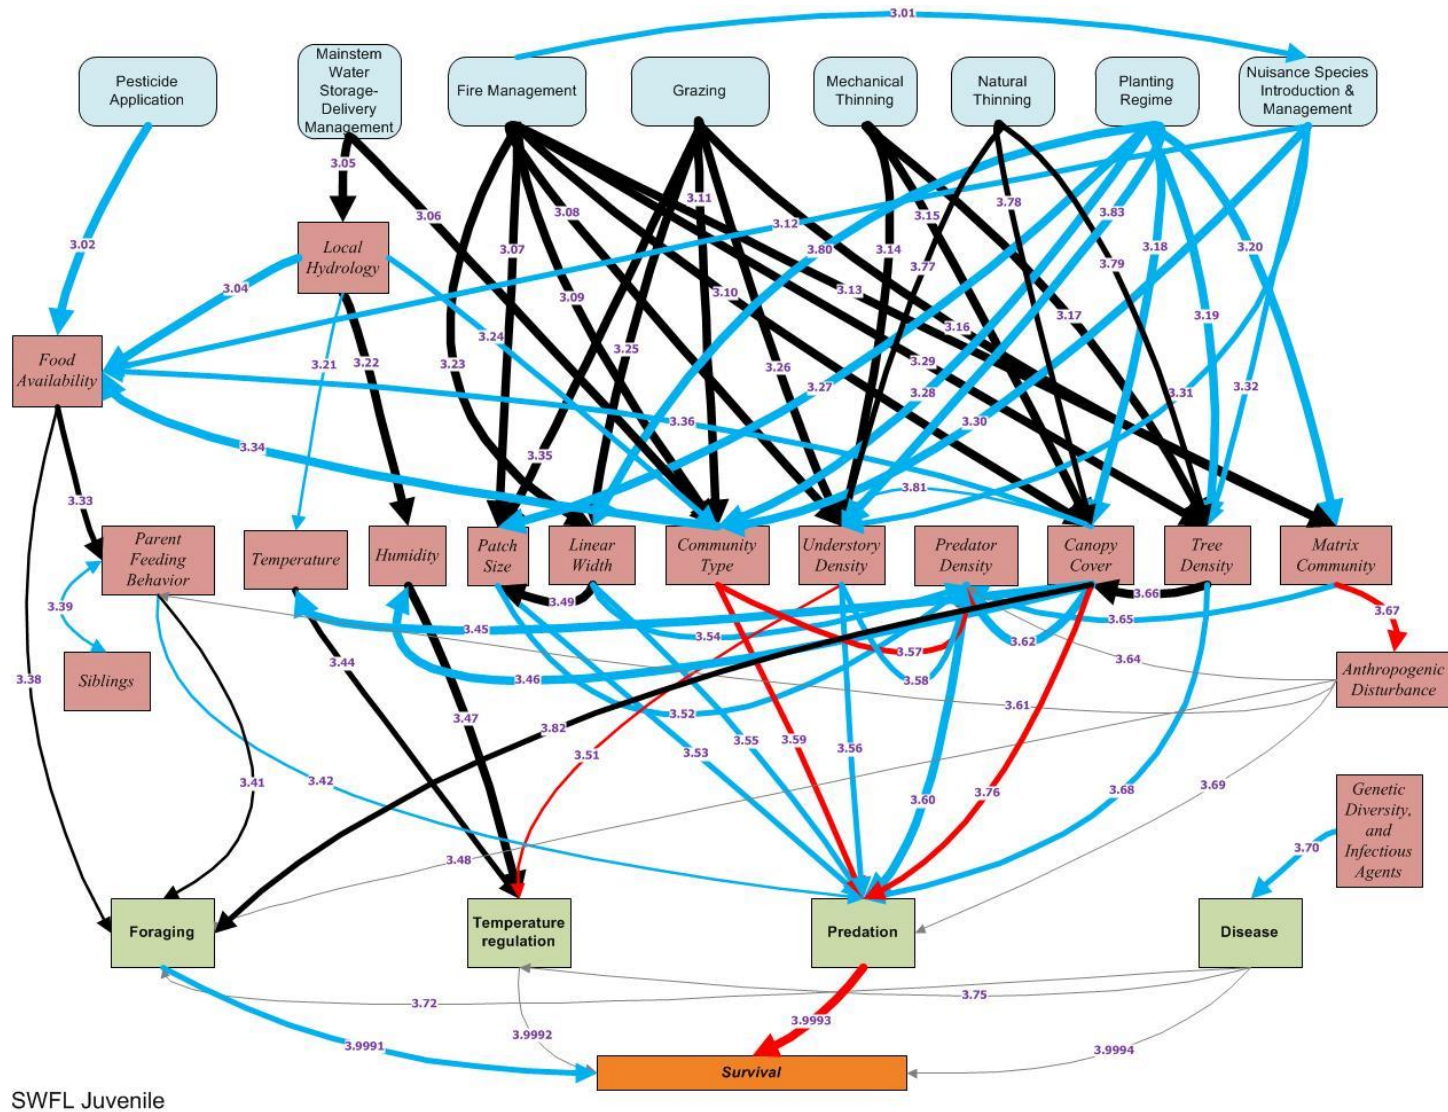 3.01
Pesticide
Application
Mainstem
Water
Storage-
Delivery
Management
Fire Management
Grazing
Mechanical
Thinning
Natural
Thinning
Planting
Regime
Nuisance Species
Introduction &
Management
3.05
3.02
3.06
3.08
3.11
3.12
3.15
3.78
3.83
3.07
3.80
3.14
3.18
3.20
Local
Hydrology
3.77
3.79
3.04
3.09
3.10
3.13
3.16
3.17
3.19
3.24
3.25
3.21
3.22
3.23
3.26
3.29
3.27
3.28
3.31
3.32
Food
Availability
3.36
3.30
3.34
3.35
3.33
3.81
Parent
Feeding
Behavior
Temperature
Humidity
Patch
Size
Linear
Width
Community
Type
Understory
Density
Predator
Density
Canopy
Cover
Tree
Density
Matrix
Community
3.39
3.49
3.66
3.45
3.54
3.57
3.62
3.65
3.67
3.44
3.46
3.58
3.64
Siblings
Anthropogenic
Disturbance
3.38
3.47
3.82
3.52
3.61
3.51
3.53
3.55
3.59
3.56
3.41
3.42
3.60
3.76
3.68
3.69
Genetic
Diversity,
and
Infectious
Agents
3.48
3.70
Foraging
Temperature
regulation
Predation
Disease
3.72
3.75
3.9991
3.9992
3.9993
3.9994
Survival
SWFL Juvenile